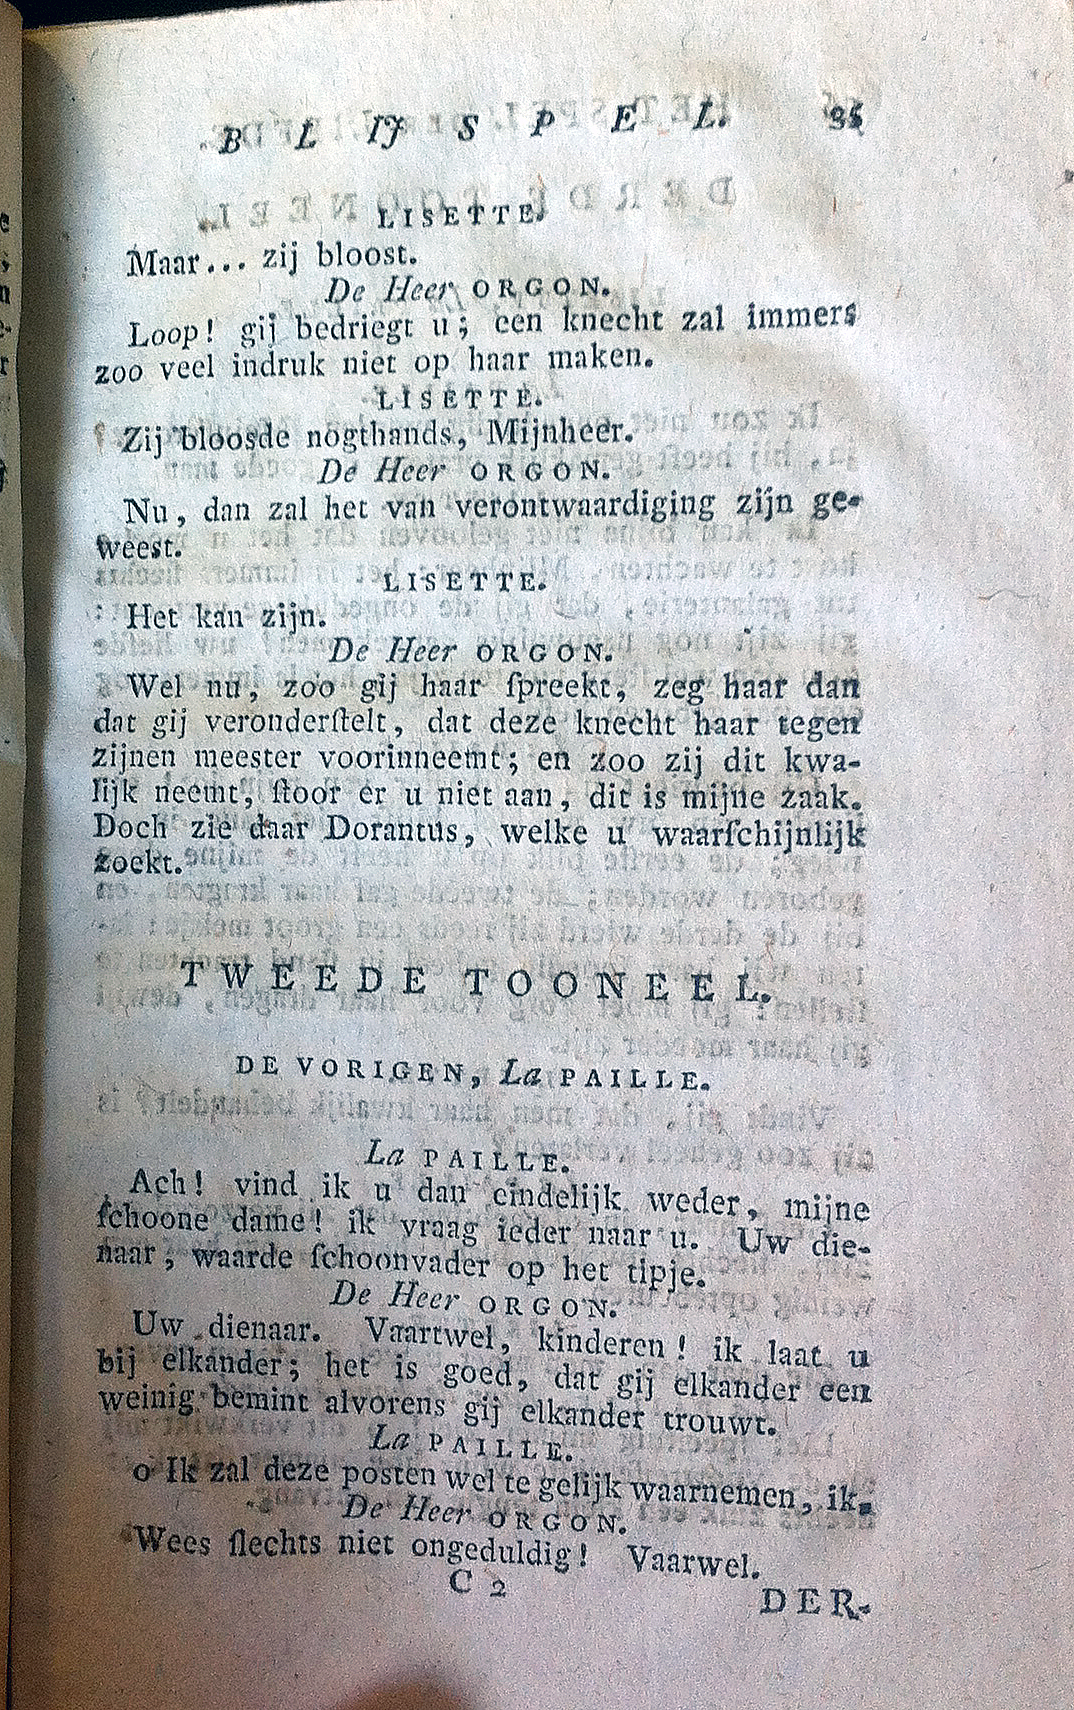 BLIJSPEL. 35
LISETTE.
Maar... zij bloost.
De Heer ORGON.
Loop! gij bedriegt u; een knecht zal immers
zoo veel indruk niet op haar maken.
LISETTE.
Zij bloosde nogthands, Mijnheer.
De Heer ORGON.
Nu, dan zal het van verontwaardiging zijn ge-
weest.
LISETTE.
Het kan zijn.
De Heer ORGON.
Wel nu, zoo gij haar ſpreekt, zeg haar dan
dat gij veronderſtelt, dat deze knecht haar tegen
zijnen meester voorinneemt; en zoo zij dit kwa-
lijk neemt, ſtoor er u niet aan, dit is mijne zaak.
Doch zie daar Dorantus, welke u waarſchijnlijk
zoekt.
TWEEDE TOONEEL.
DE VORIGEN, La PAILLE.
La PAILLE.
Ach! vind ik u dan eindelijk weder, mijne
ſchoone dame! ik vraag ieder naar u. Uw die-
naar, waarde ſchoonvader op het tipje.
De Heer ORGON.
Uw dienaar. Vaartwel, kinderen! ik laat u
bij elkander; het is goed, dat gij elkander een
weinig bemint alvorens gij elkander trouwt.
La PAILLE.
o Ik zal deze posten wel te gelijk waarnemen, ik.
De Heer ORGON.
Wees ſlechts niet ongeduldig! Vaarwel.
C 2
DER-